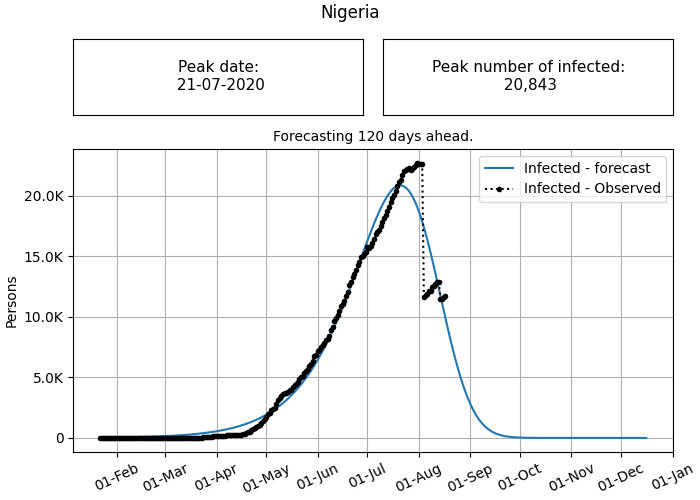 Nigeria
Peak date:
21-07-2020
Peak number of infected:
20,843
Forecasting 120 days ahead.
Infected - forecast
Infected - Observed
Persons
20.0K
15.0K
10.0K
5.0K
0
01-Feb
01-Mar
01-Apr
01-May
01-Jun
01-Jul
01-Aug
01-Sep
01-Oct
01-Nov
01-Dec
01-Jan